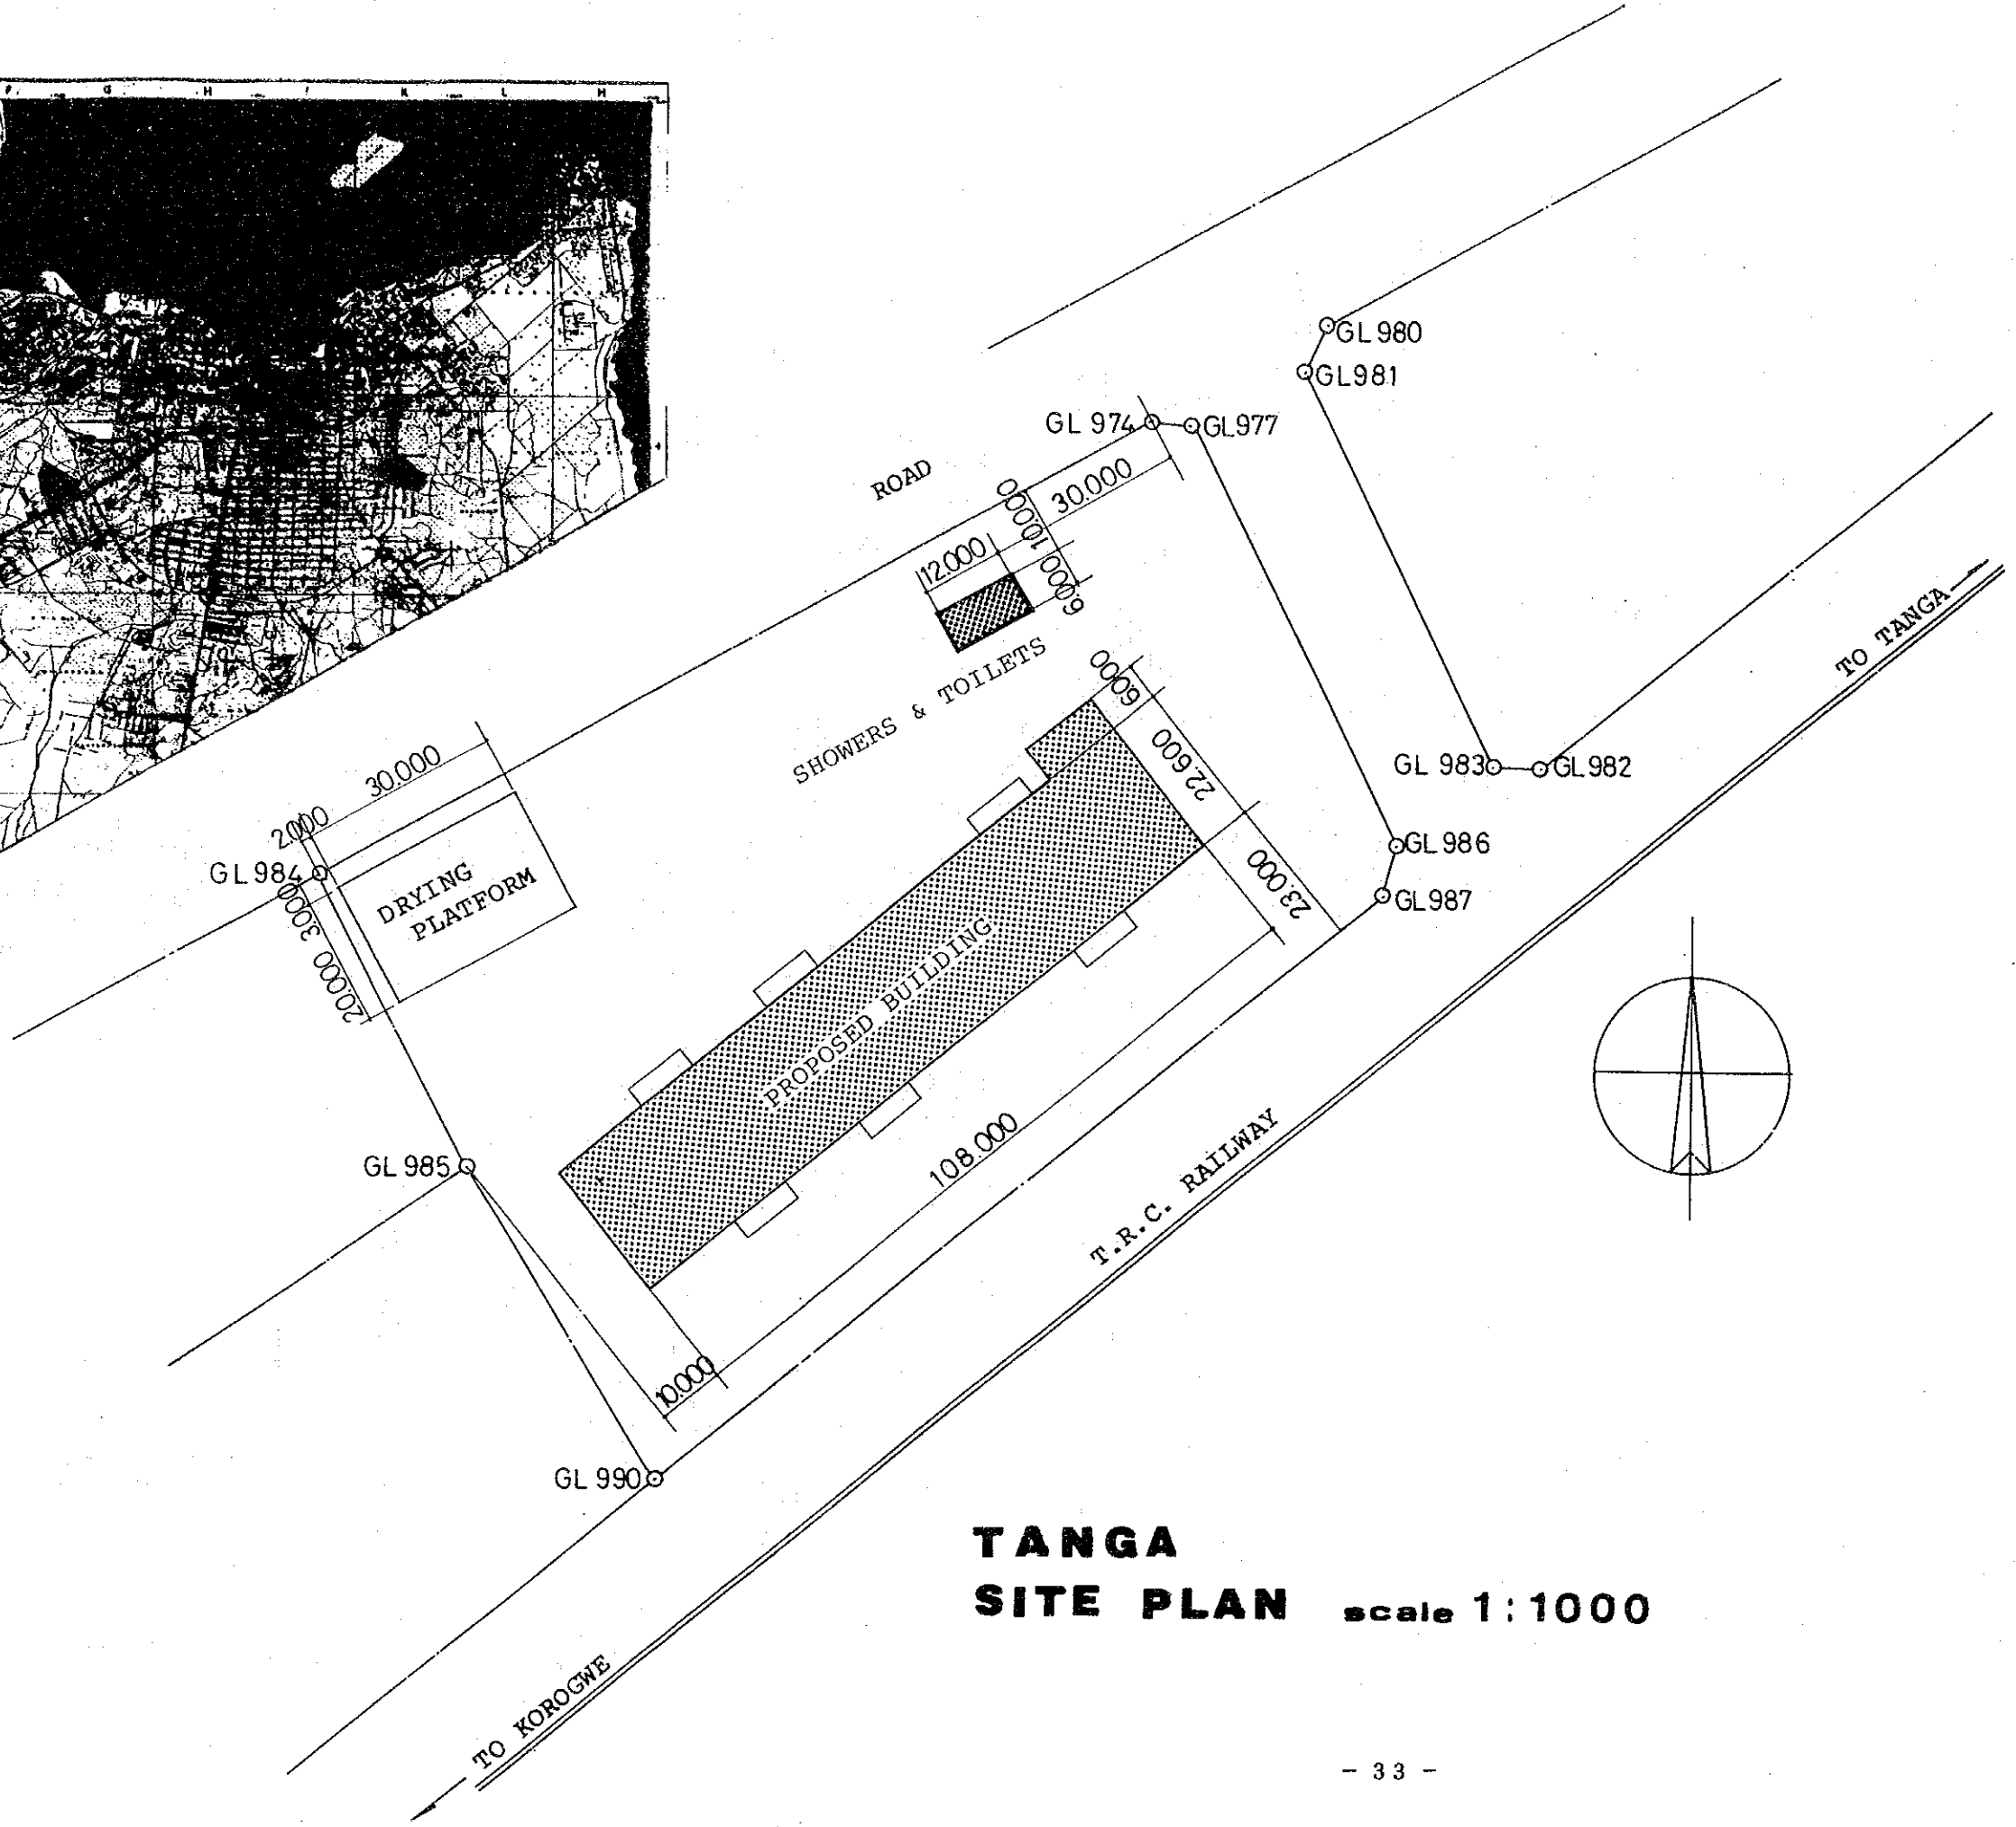 F G H I K L M
GL 980
GL981
GL 974
GL977
ROAD
30.000
10.000
12.000
6.000
SHOWERS & TOILETS
6.000
22.600
23.000
GL 983
GL982
TO TANGA
GL 986
GL987
30.000
2.000
GL 984
3.000
20.000
DRYING
PLATFORM
PROPOSED BUILDING
108.000
T.R.C. RAILWAY
GL 985
10.000
GL 990
TANGA
SITE PLAN scale 1:1000
TO KOROGWE
- 33 -